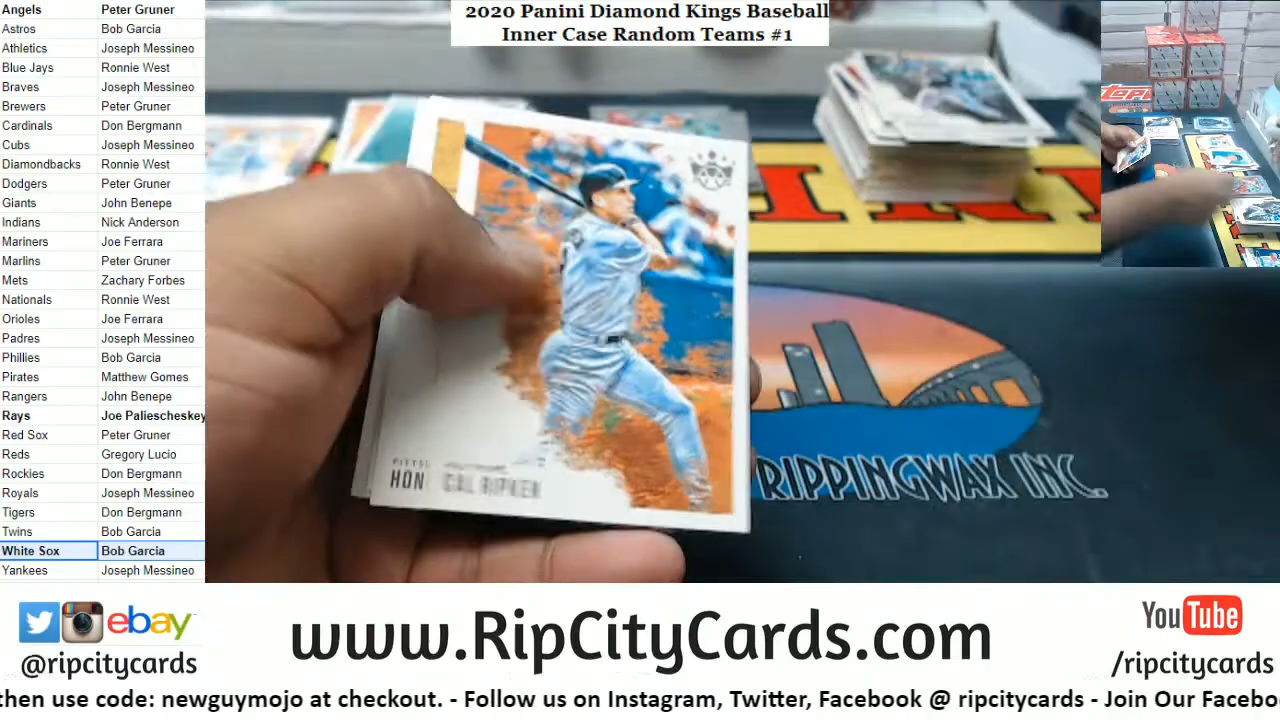 2020 Panini Diamond Kings Baseball
Inner Case Random Teams #1
Angels Peter Gruner
Astros Bob Garcia
Athletics Joseph Messineo
Blue Jays Ronnie West
Braves Joseph Messineo
Brewers Peter Gruner
Cardinals Don Bergmann
Cubs Joseph Messineo
Diamondbacks Ronnie West
Dodgers Peter Gruner
Giants John Benepe
Indians Nick Anderson
Mariners Joe Ferrara
Marlins Peter Gruner
Mets Zachary Forbes
Nationals Ronnie West
Orioles Joe Ferrara
Padres Joseph Messineo
Phillies Bob Garcia
Pirates Matthew Gomes
Rangers John Benepe
Rays Joe Paliescheskey
Red Sox Peter Gruner
Reds Gregory Lucio
Rockies Don Bergmann
Royals Joseph Messineo
Tigers Don Bergmann
Twins Bob Garcia
White Sox Bob Garcia
Yankees Joseph Messineo
HON CAL RIPKEN
RIPPINGWAX INC.
ebay
@ripcitycards
www.RipCityCards.com
YouTube
/ripcitycards
then use code: newguymojo at checkout. - Follow us on Instagram, Twitter, Facebook @ ripcitycards - Join Our Facebo